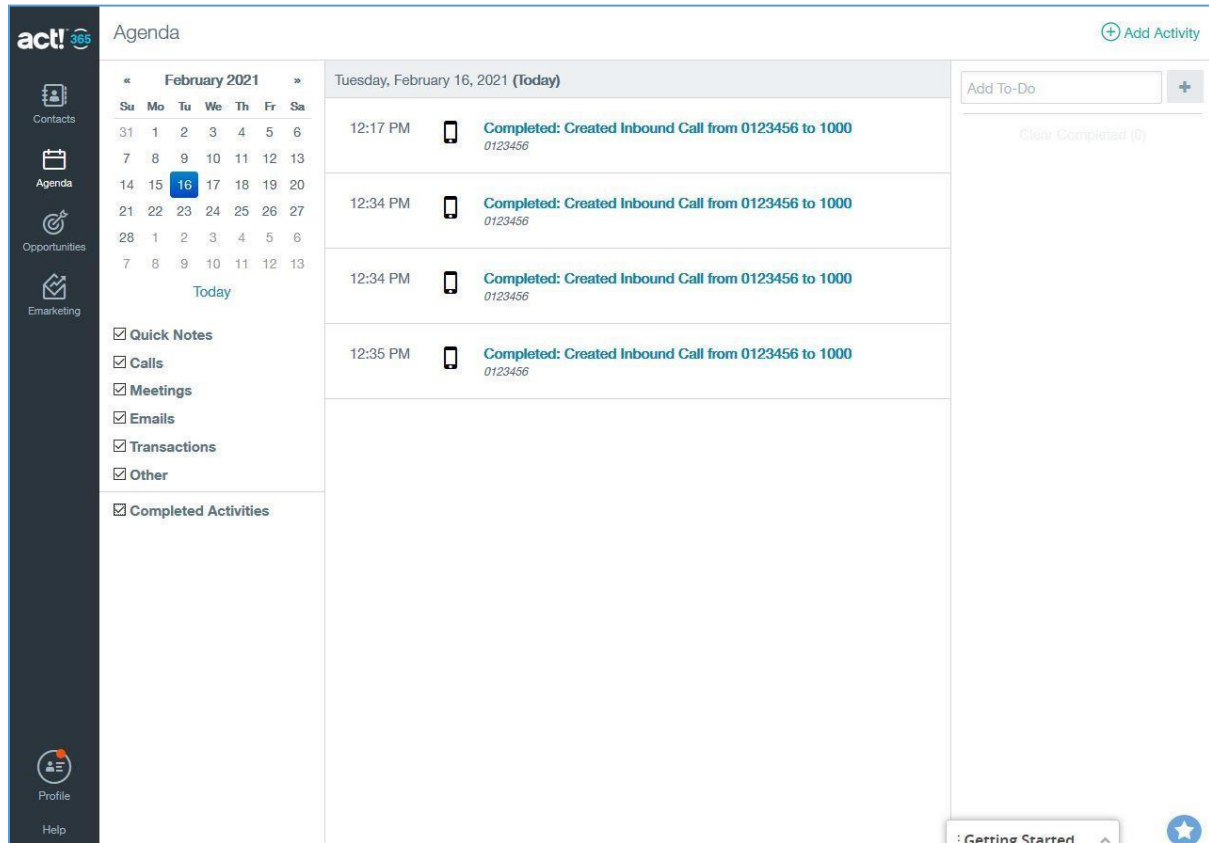 act! 365
Contacts
Agenda
Opportunities
Emarketing
Profile
Help
Agenda
Add Activity
« February 2021 »
Su Mo Tu We Th Fr Sa
31 1 2 3 4 5 6
7 8 9 10 11 12 13
14 15 16 17 18 19 20
21 22 23 24 25 26 27
28 1 2 3 4 5 6
7 8 9 10 11 12 13
Today
Quick Notes
Calls
Meetings
Emails
Transactions
Other
Completed Activities
Tuesday, February 16, 2021 (Today)
12:17 PM Completed: Created Inbound Call from 0123456 to 1000
0123456
12:34 PM Completed: Created Inbound Call from 0123456 to 1000
0123456
12:34 PM Completed: Created Inbound Call from 0123456 to 1000
0123456
12:35 PM Completed: Created Inbound Call from 0123456 to 1000
0123456
Add To-Do +
Clear Completed (0)
Getting Started